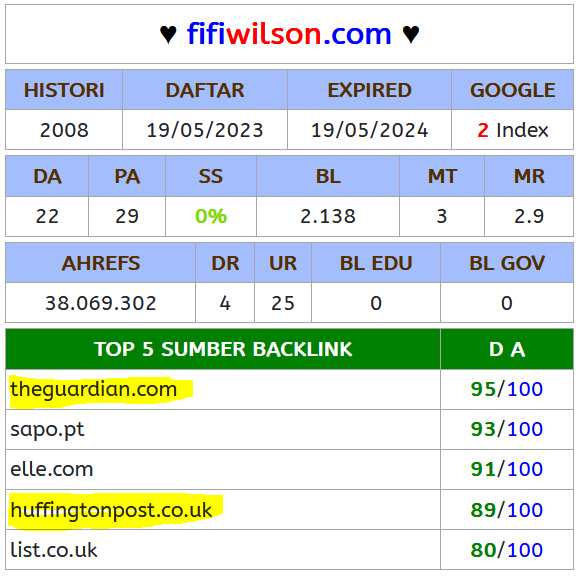 ♥ fifiwilson.com ♥
HISTORI DAFTAR EXPIRED GOOGLE
2008 19/05/2023 19/05/2024 2 Index
DA PA SS BL MT MR
22 29 0% 2.138 3 2.9
AHREFS DR UR BL EDU BL GOV
38.069.302 4 25 0 0
TOP 5 SUMBER BACKLINK D A
theguardian.com 95/100
sapo.pt 93/100
elle.com 91/100
huffingtonpost.co.uk 89/100
list.co.uk 80/100